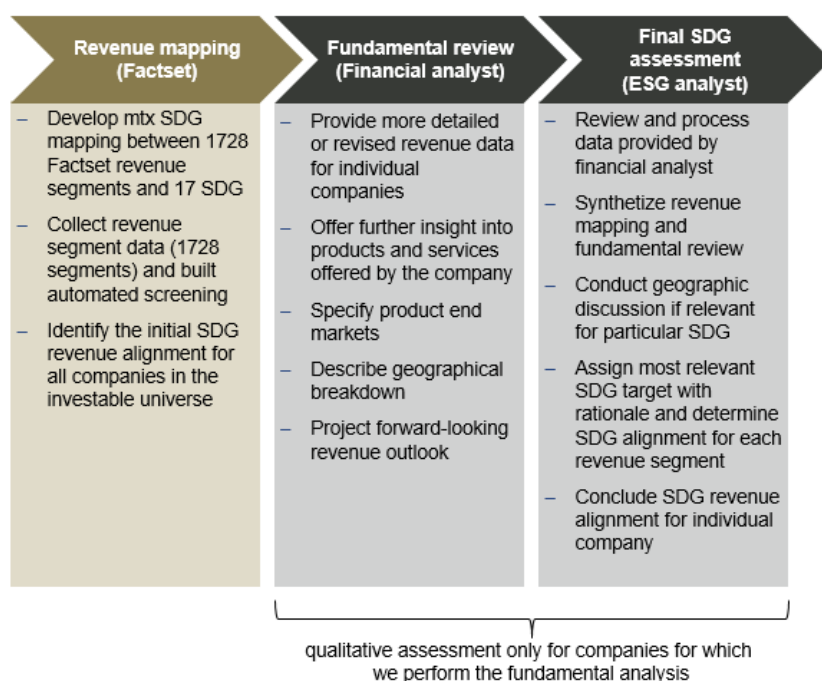 Revenue mapping
(Factset)
– Develop mtx SDG
mapping between 1728
Factset revenue
segments and 17 SDG
– Collect revenue
segment data (1728
segments) and built
automated screening
– Identify the initial SDG
revenue alignment for
all companies in the
investable universe
Fundamental review
(Financial analyst)
– Provide more detailed
or revised revenue data
for individual
companies
– Offer further insight into
products and services
offered by the company
– Specify product end
markets
– Describe geographical
breakdown
– Project forward-looking
revenue outlook
Final SDG
assessment
(ESG analyst)
– Review and process
data provided by
financial analyst
– Synthetize revenue
mapping and
fundamental review
– Conduct geographic
discussion if relevant
for particular SDG
– Assign most relevant
SDG target with
rationale and determine
SDG alignment for each
revenue segment
– Conclude SDG revenue
alignment for individual
company
qualitative assessment only for companies for which
we perform the fundamental analysis